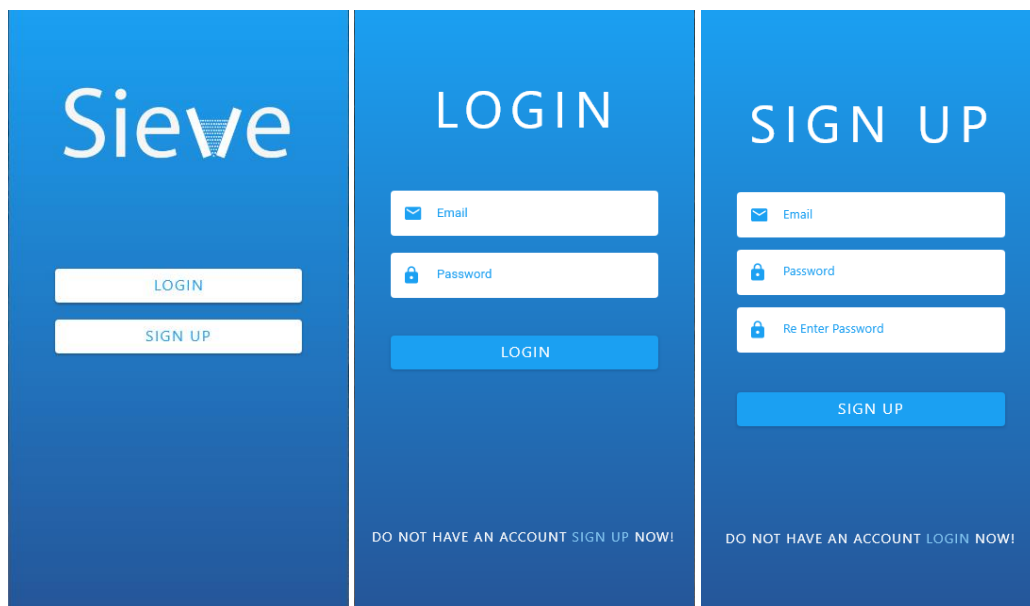 Sieve
LOGIN
SIGN UP
LOGIN
Email
Password
LOGIN
DO NOT HAVE AN ACCOUNT SIGN UP NOW!
SIGN UP
Email
Password
Re Enter Password
SIGN UP
DO NOT HAVE AN ACCOUNT LOGIN NOW!